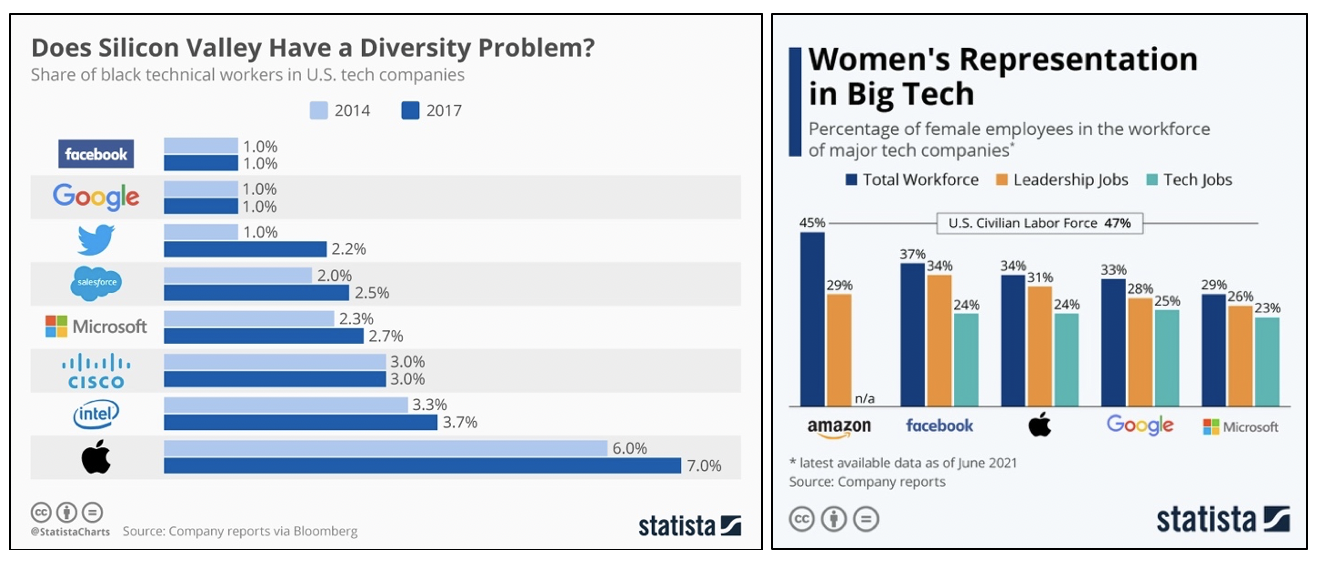 Does Silicon Valley Have a Diversity Problem?
Share of black technical workers in U.S. tech companies
2014 2017
facebook
1.0%
1.0%
Google
1.0%
1.0%
1.0%
2.2%
salesforce
2.0%
2.5%
Microsoft
2.3%
2.7%
CISCO
3.0%
3.0%
intel
3.3%
3.7%
6.0%
7.0%
cc
@StatistaCharts Source: Company reports via Bloomberg
statista
Women's Representation
in Big Tech
Percentage of female employees in the workforce
of major tech companies*
Total Workforce Leadership Jobs Tech Jobs
U.S. Civilian Labor Force 47%
45% 29% n/a
37% 34% 24%
34% 31% 24%
33% 28% 25%
29% 26% 23%
amazon facebook Google Microsoft
* latest available data as of June 2021
Source: Company reports
cc
statista